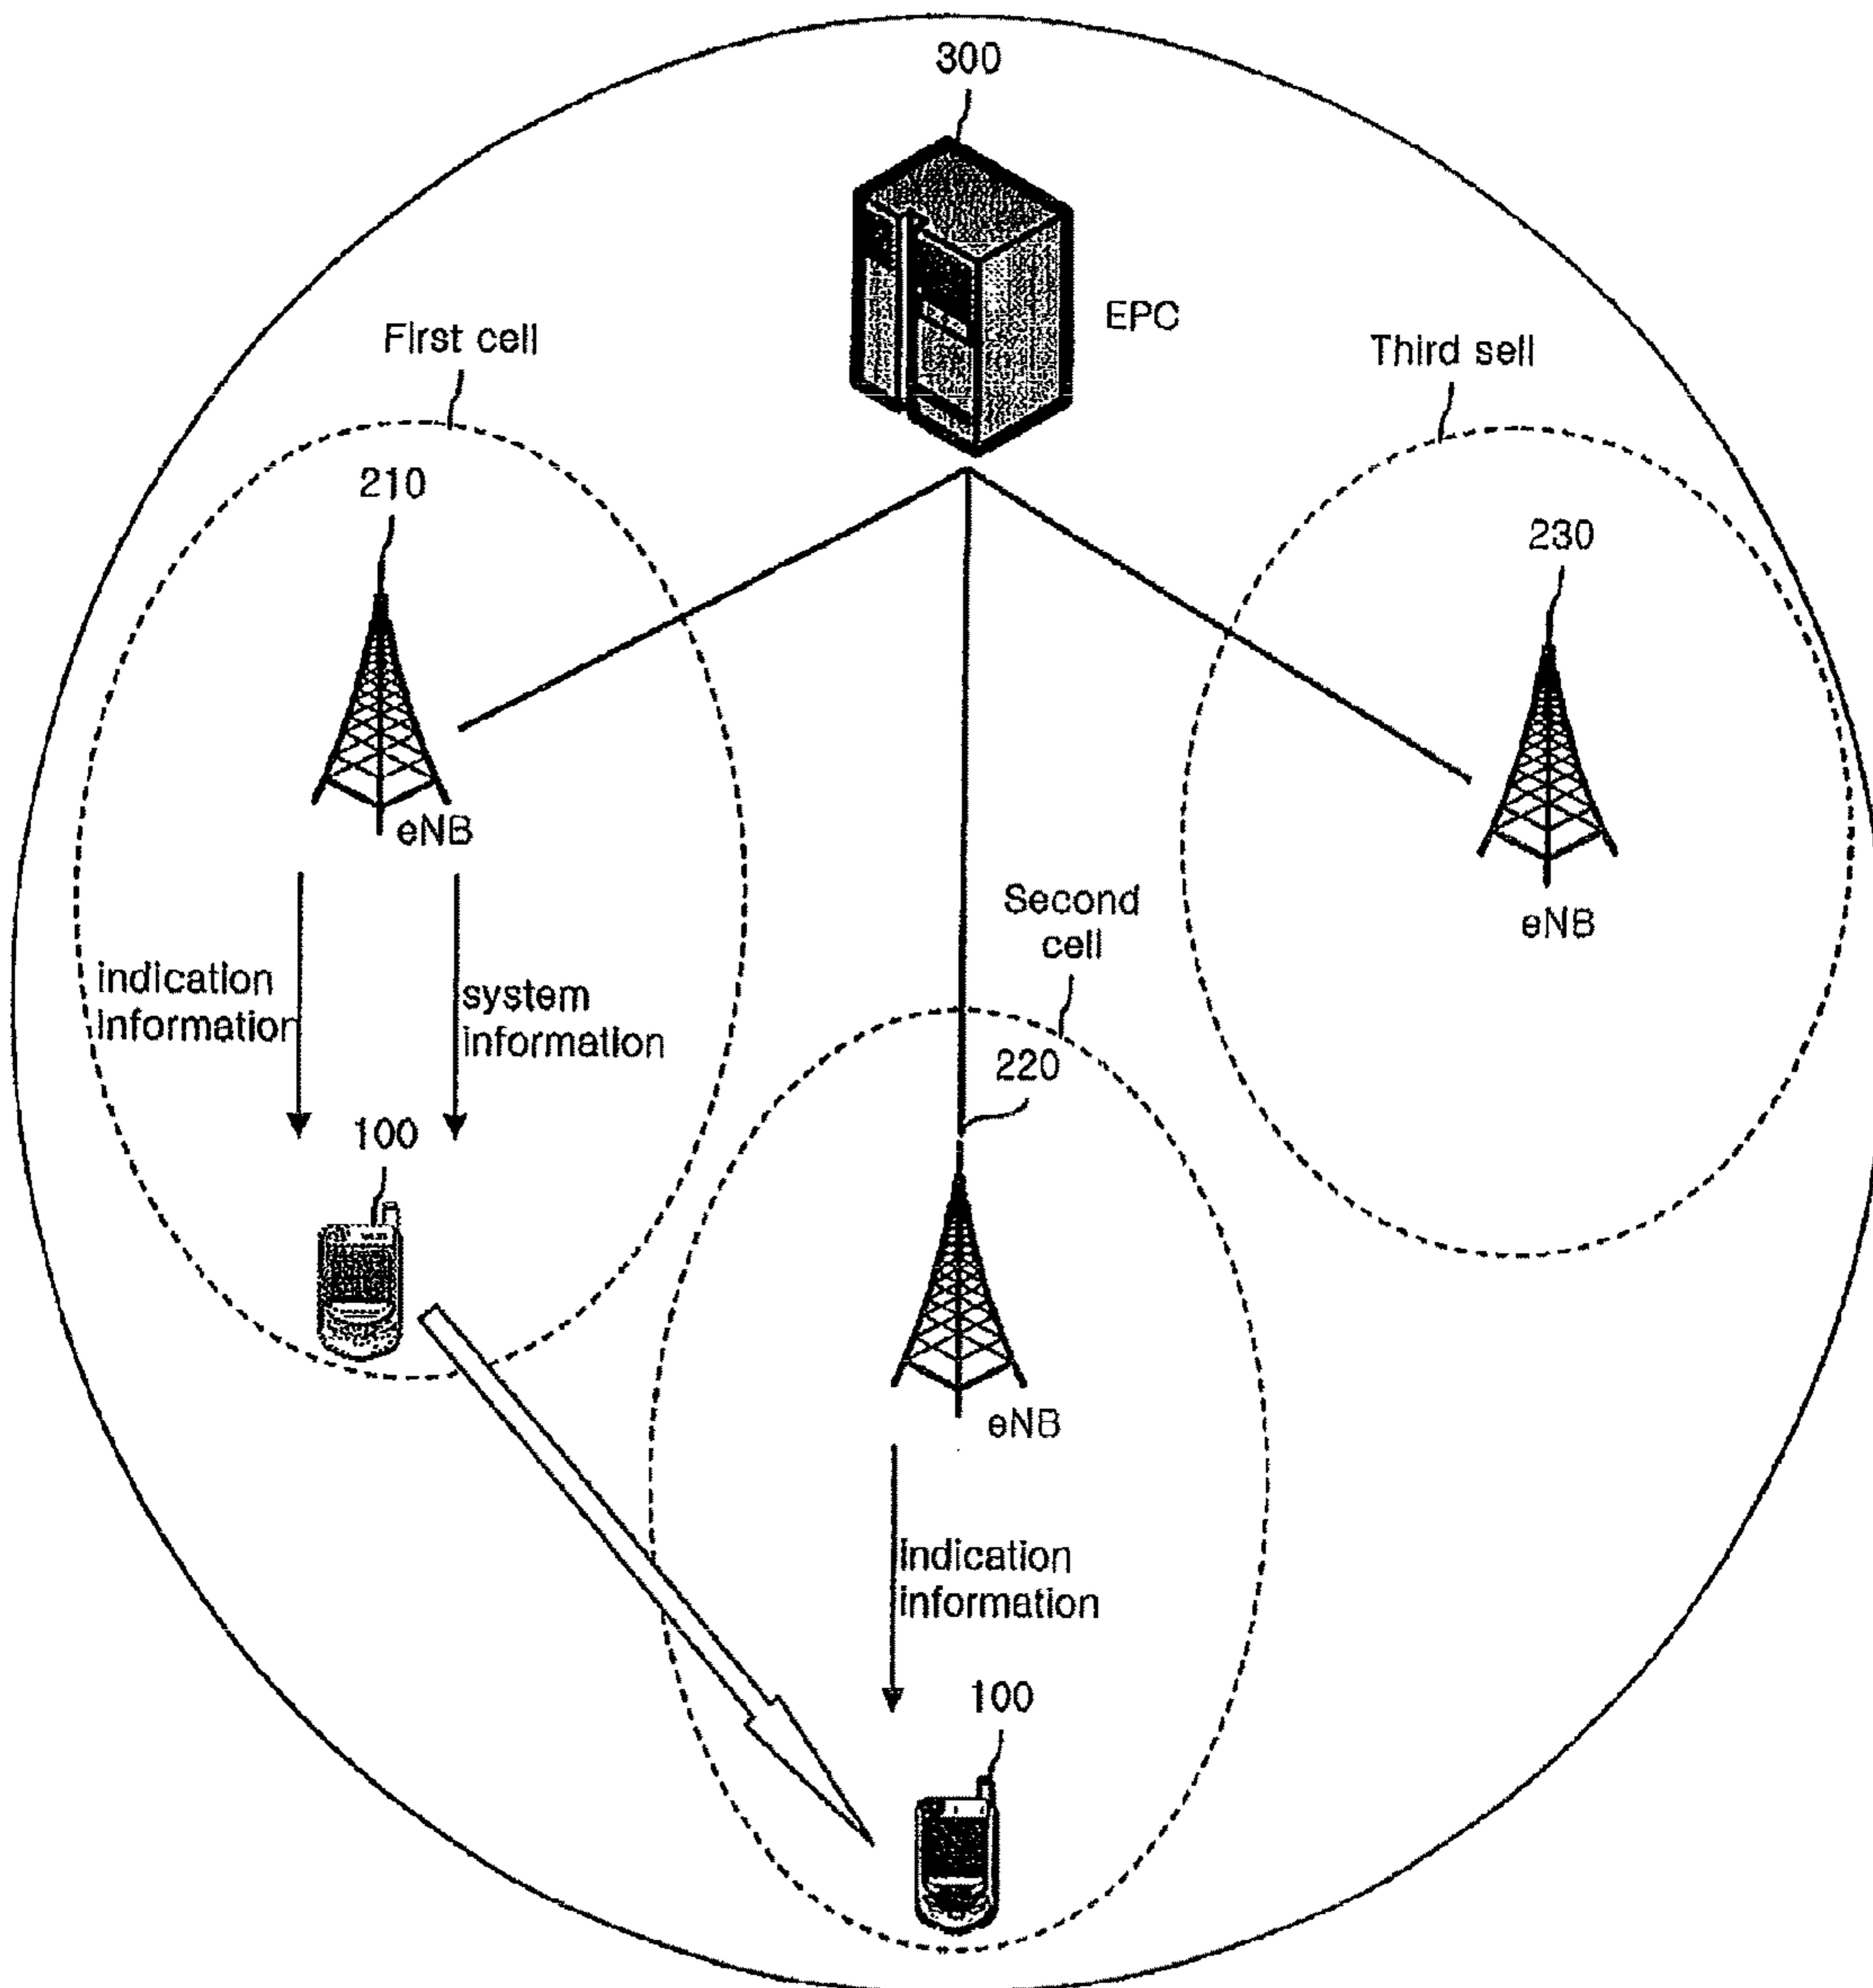 300
EPC
First cell
Third sell
210
230
eNB
eNB
Second
cell
indication
Information
system
information
220
100
eNB
Indication
information
100